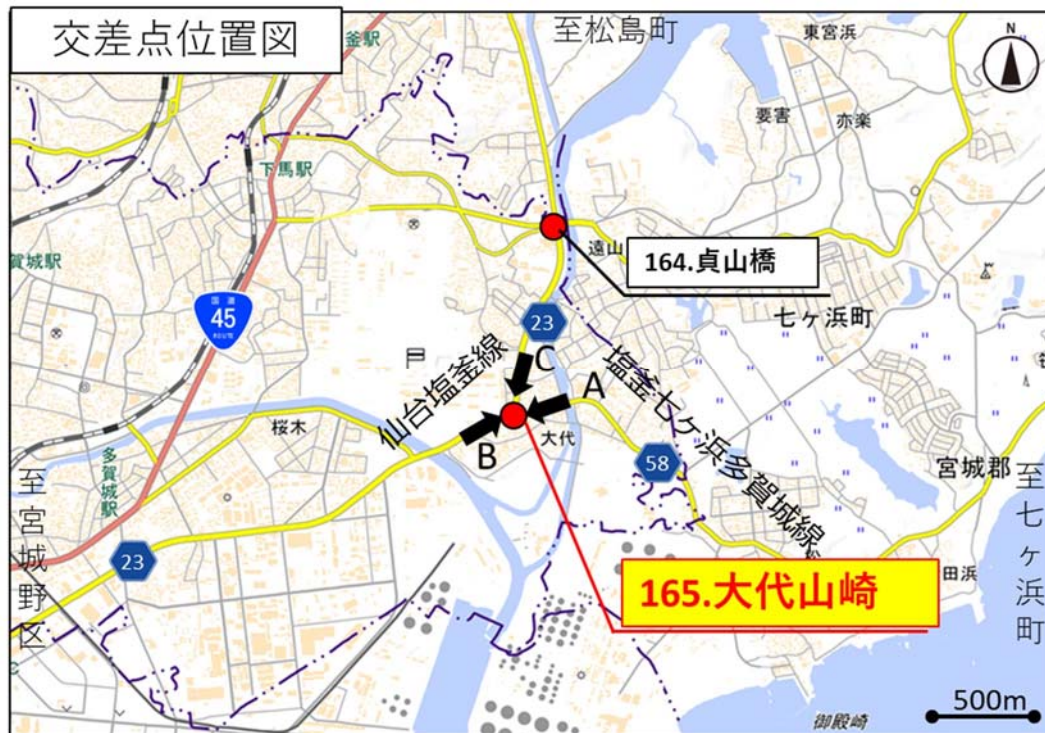 交差点位置図
釜駅
至松島町
東宮浜
N
要害
亦楽
下馬駅
遠山
164.貞山橋
賀城駅
国道
45
ROUTE
23
七ヶ浜町
C
A
仙台塩釜線
塩釜七ヶ浜多賀城線
B
大代
桜木
58
多賀城駅
宮城郡
至宮城野区
至七ヶ浜町
23
165.大代山崎
田浜
500m
御殿崎